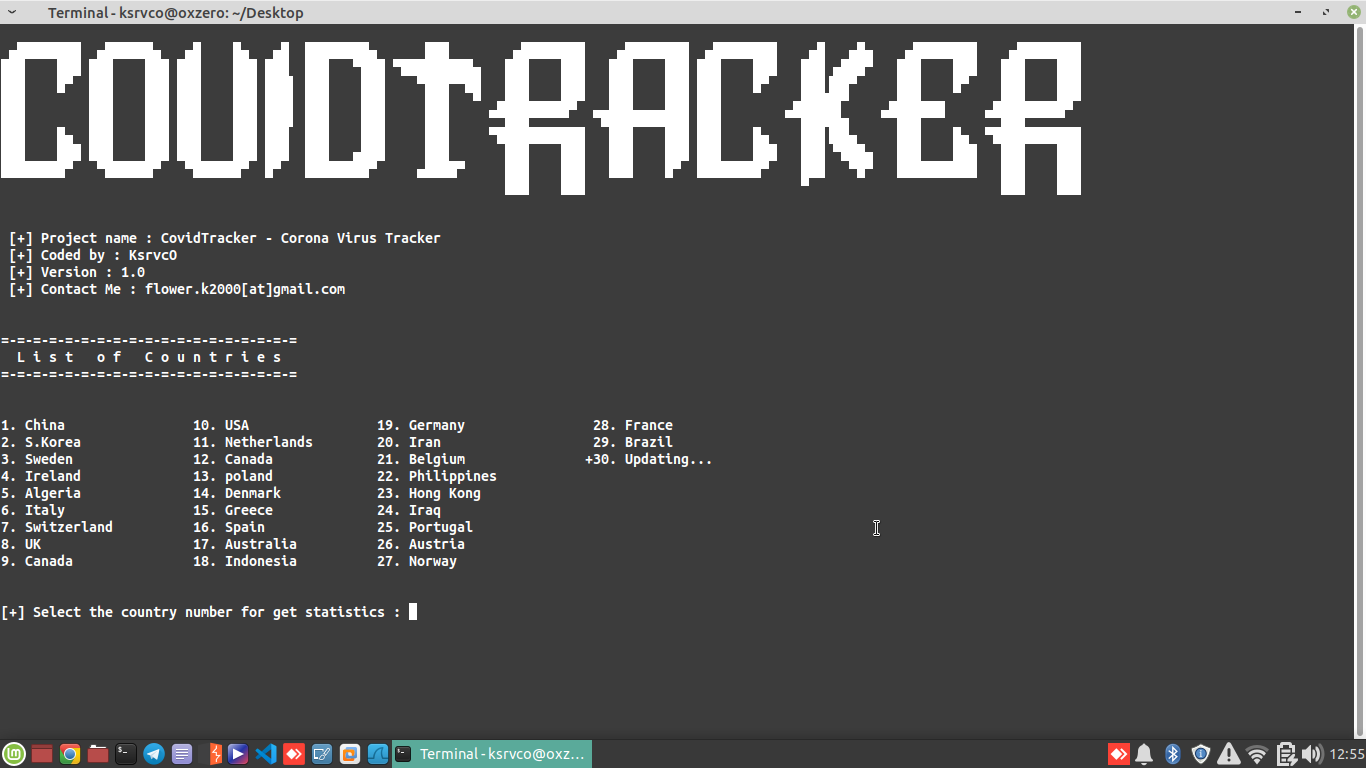 Terminal - ksrvco@oxzero: ~/Desktop
COVIDTRACKER
[+] Project name : CovidTracker - Corona Virus Tracker
[+] Coded by : KsrvcO
[+] Version : 1.0
[+] Contact Me : flower.k2000[at]gmail.com
=-=-=-=-=-=-=-=-=-=-=-=-=-=-=-=-=-=-=
L i s t   o f   C o u n t r i e s
=-=-=-=-=-=-=-=-=-=-=-=-=-=-=-=-=-=-=
1. China 10. USA 19. Germany 28. France
2. S.Korea 11. Netherlands 20. Iran 29. Brazil
3. Sweden 12. Canada 21. Belgium +30. Updating...
4. Ireland 13. poland 22. Philippines
5. Algeria 14. Denmark 23. Hong Kong
6. Italy 15. Greece 24. Iraq
7. Switzerland 16. Spain 25. Portugal
8. UK 17. Australia 26. Austria
9. Canada 18. Indonesia 27. Norway
[+] Select the country number for get statistics :
Terminal - ksrvco@oxz...
12:55